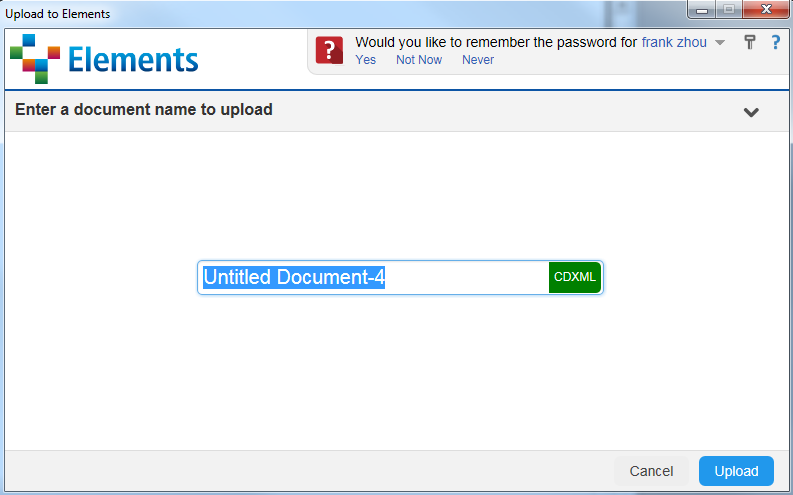 Upload to Elements
Elements
? Would you like to remember the password for frank zhou ?
Yes Not Now Never
Enter a document name to upload
Untitled Document-4 CDXML
Cancel Upload